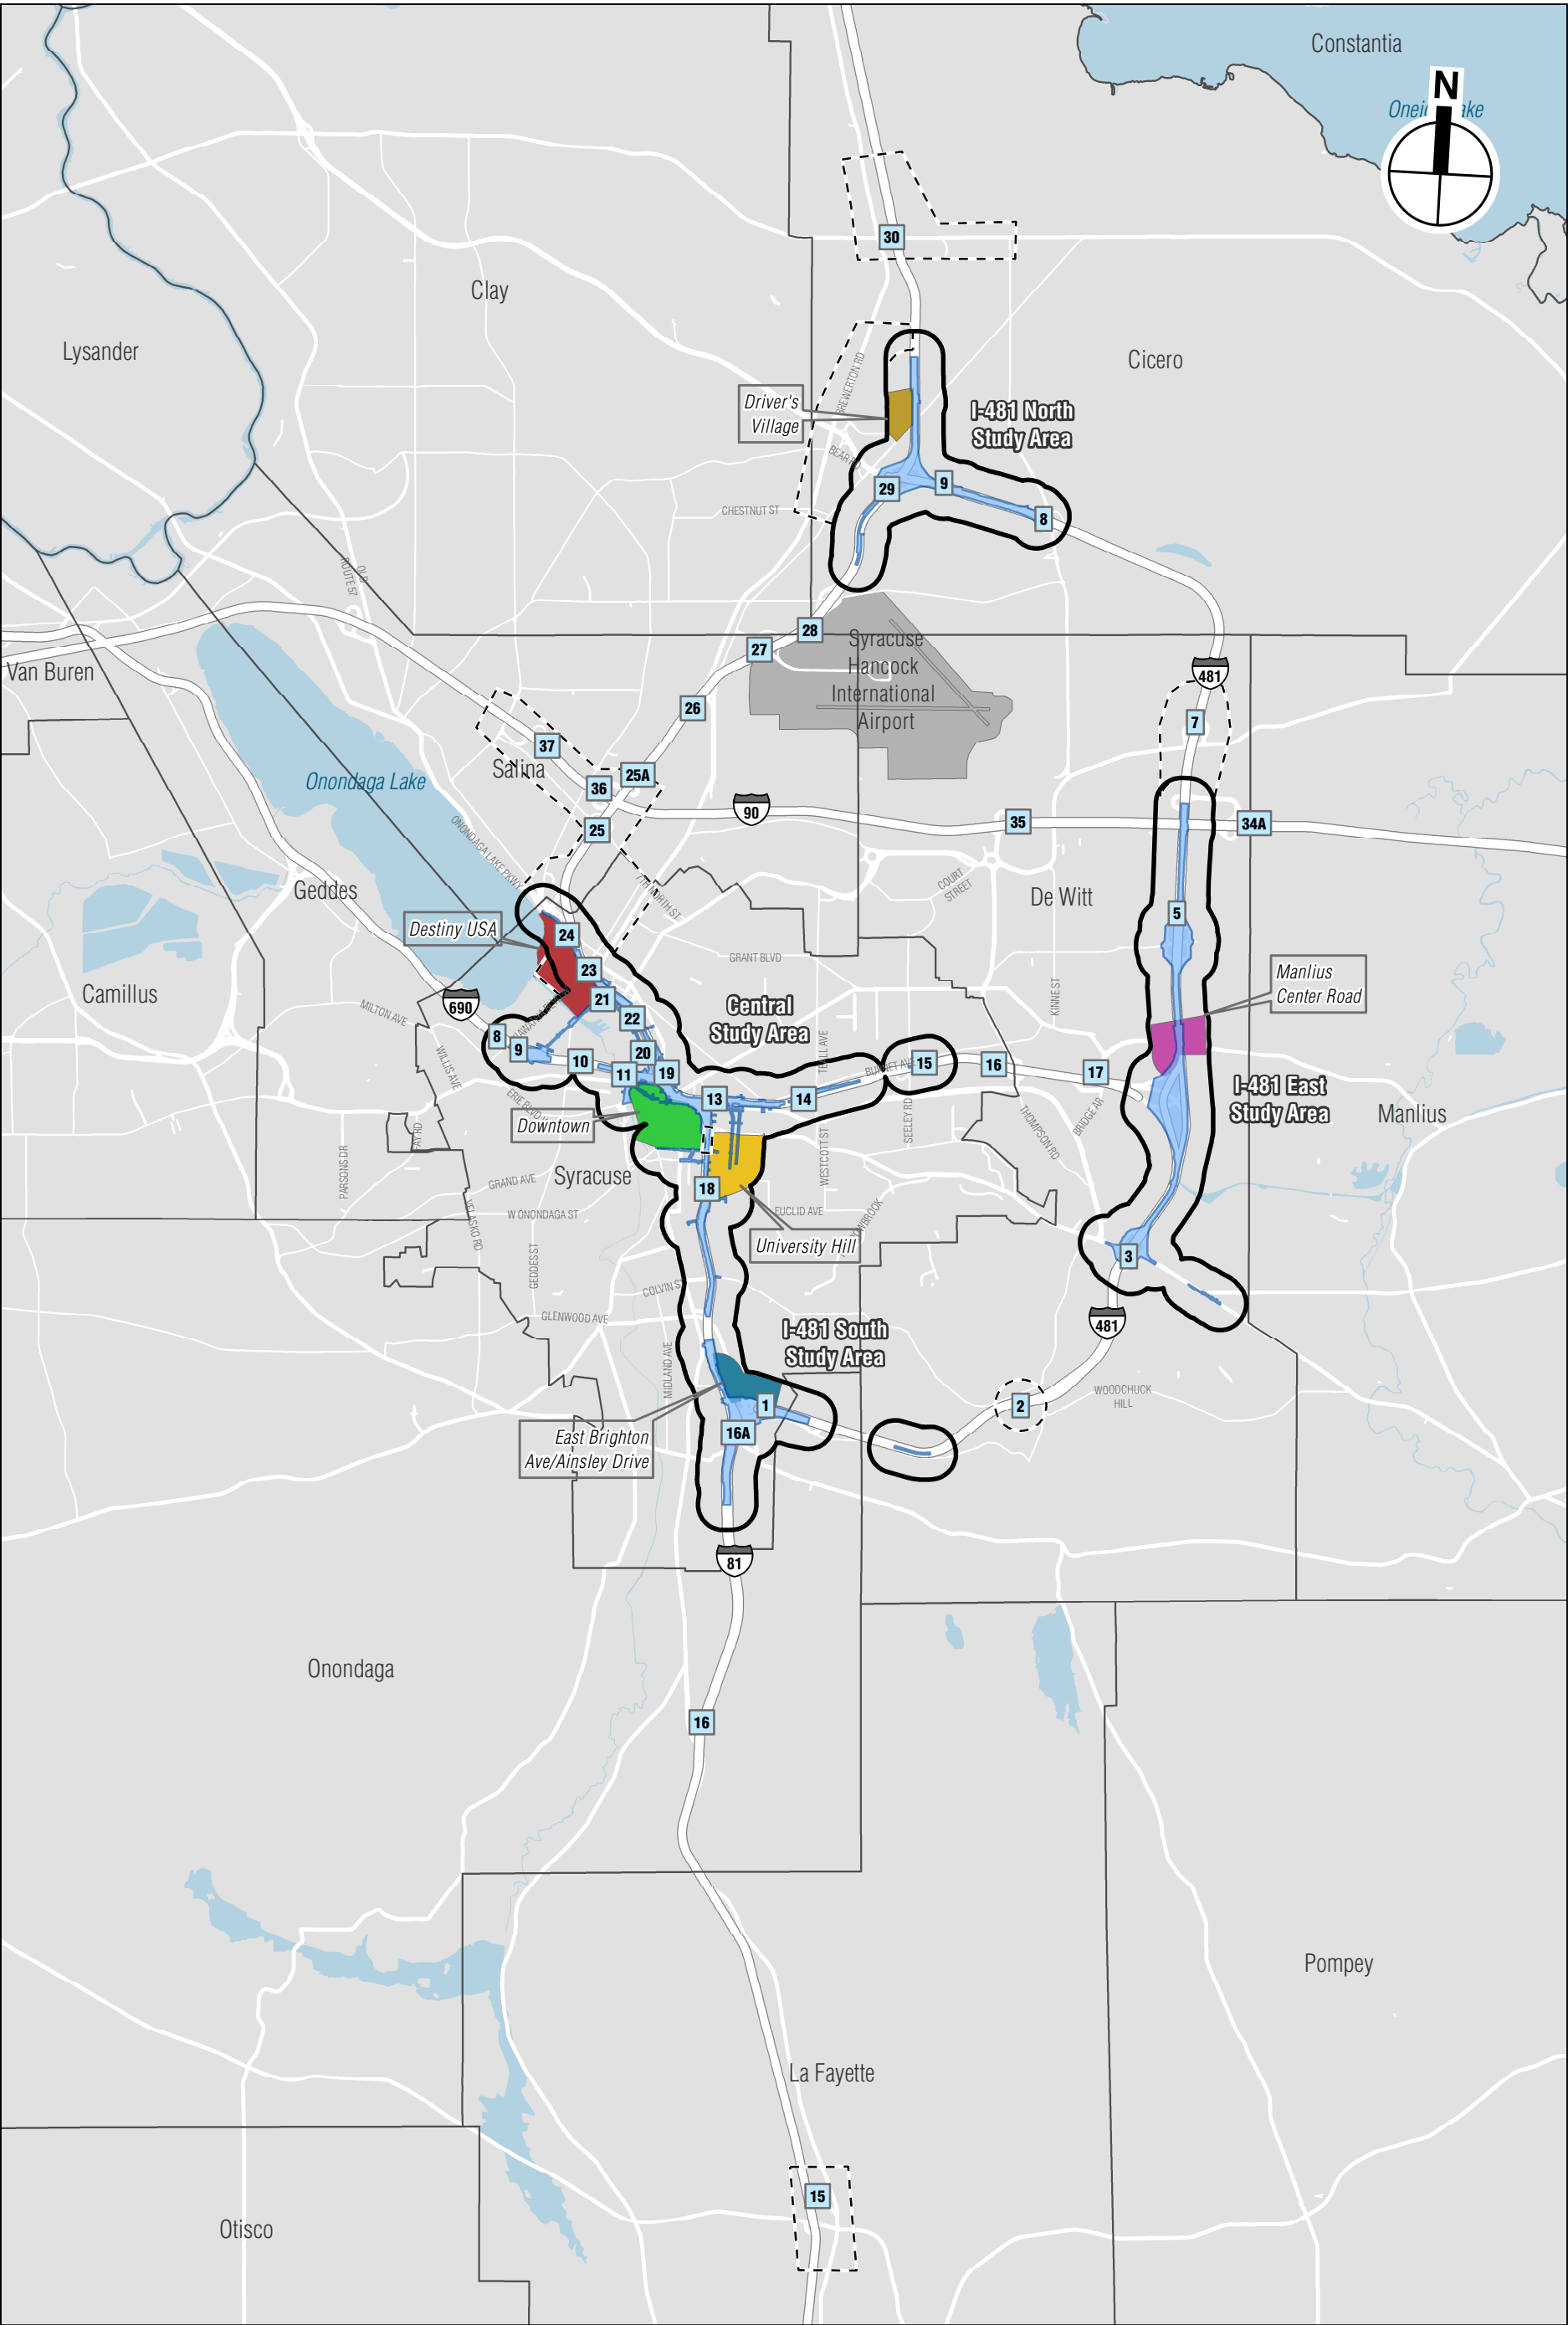 Constantia
N
30
Clay
Lysander
Cicero
BREWERTON RD
Driver's
Village
I-481 North
Study Area
29
9
8
CHESTNUT ST
OLD
ROUTE 57
28
27
Syracuse
Hancock
International
Airport
Van Buren
481
26
7
37
Salina
25A
36
Onondaga Lake
90
35
34A
25
ONONDAGA LAKE PKWY
COURT
STREET
7TH NORTH ST
Geddes
De Witt
5
Destiny USA
24
GRANT BLVD
23
Manlius
Center Road
Camillus
690
21
KINNE ST
MILTON AVE
Central
Study Area
22
8
9
20
10
11
19
TEALL AVE
15
16
17
WILLIS AVE
13
14
I-481 East
Study Area
Manlius
Downtown
SEELEY RD
THOMPSON RD
FAY RD
PARSONS DR
WESTCOTT ST
Syracuse
GRAND AVE
18
W ONONDAGA ST
EUCLID AVE
VELASKO RD
University Hill
GEDDES ST
3
COLVIN ST
GLENWOOD AVE
481
I-481 South
Study Area
MIDLAND AVE
WOODCHUCK
HILL
1
2
16A
East Brighton
Ave/Ainsley Drive
81
Onondaga
16
Pompey
La Fayette
15
Otisco